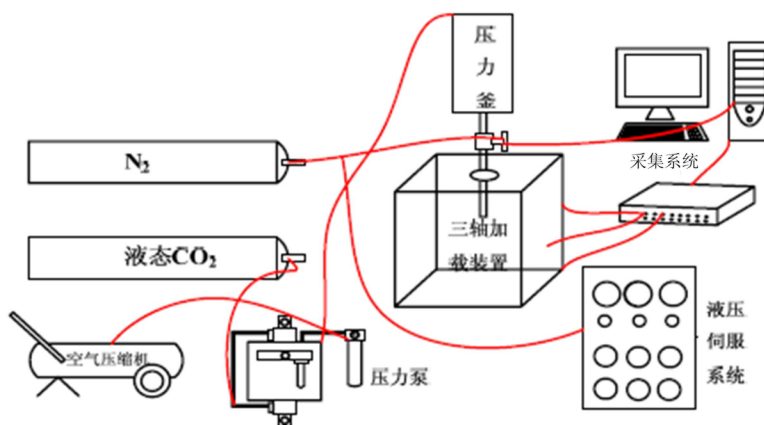 压
力
釜
N₂
采集系统
液态CO₂
三轴加
载装置
液压
伺服
系统
空气压缩机
压力泵